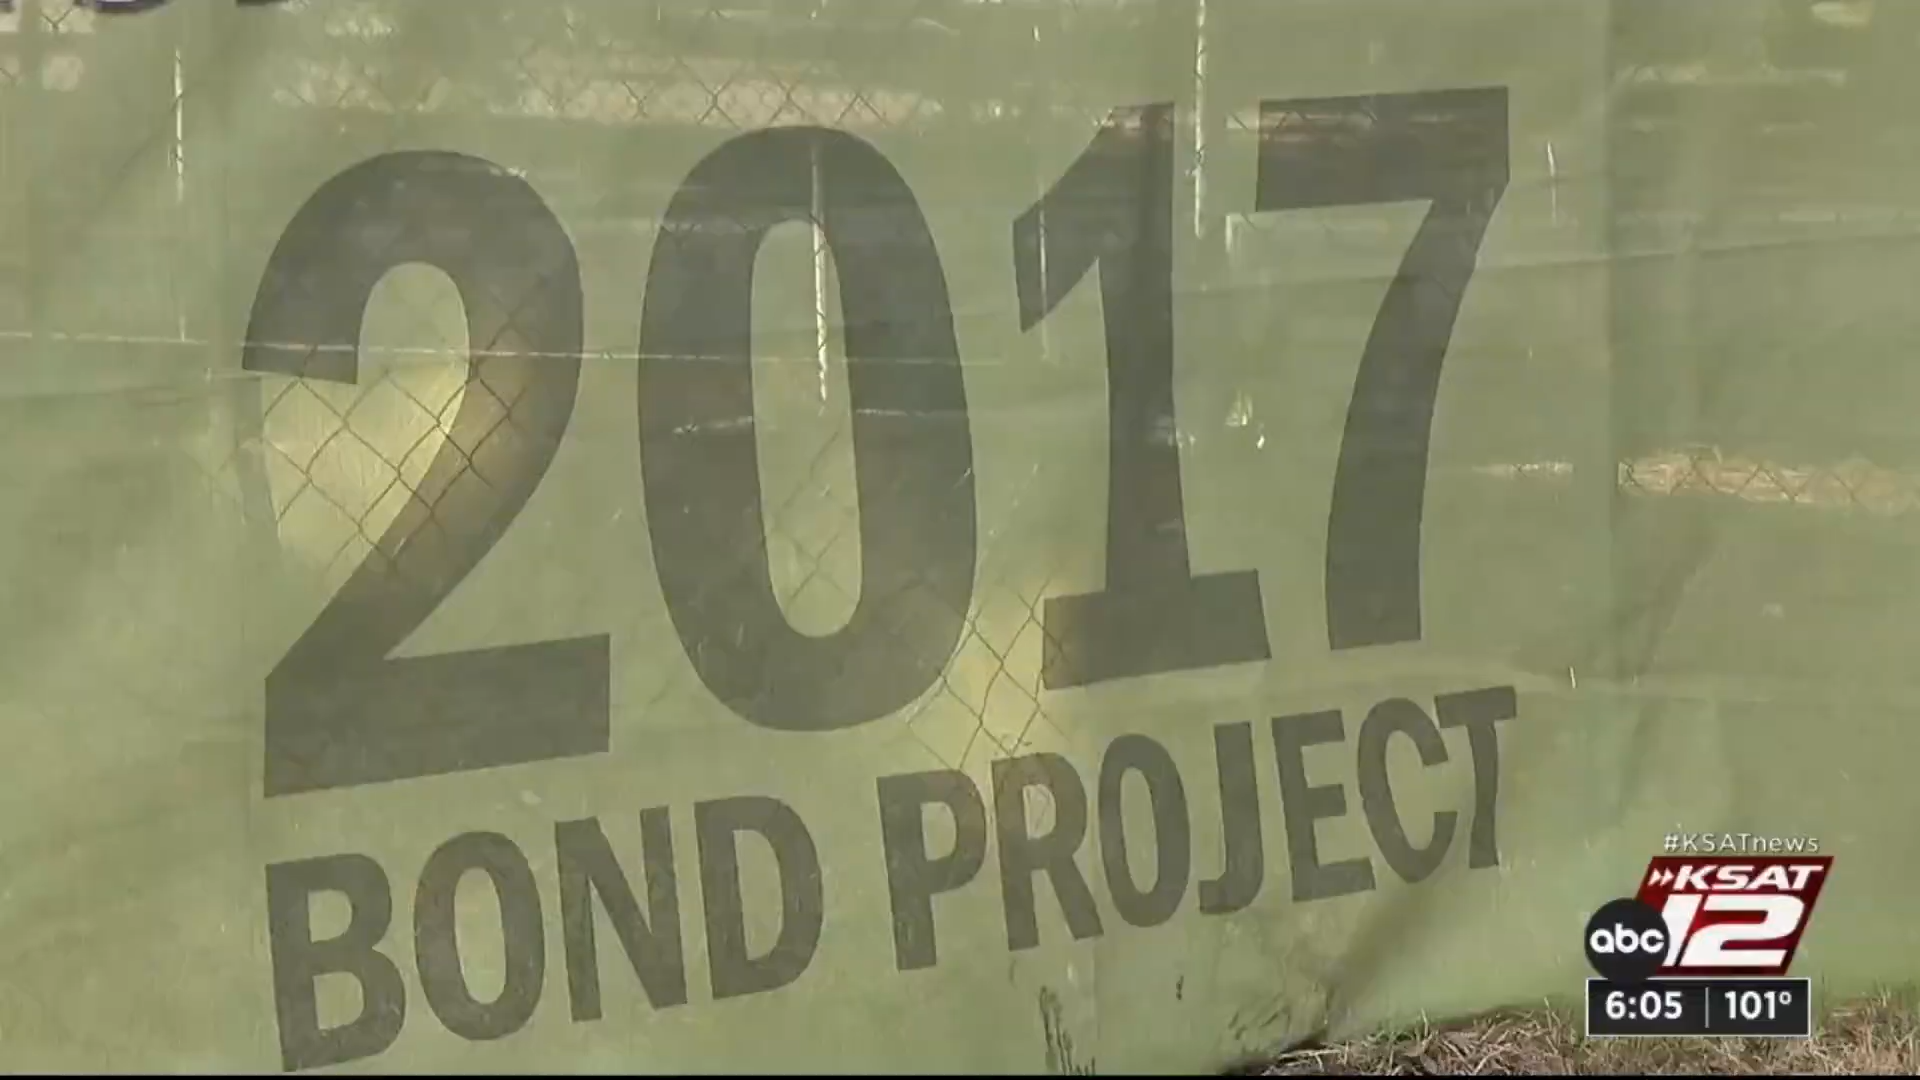 2017
BOND PROJECT
#KSATnews
KSAT
abc 12
6:05 101°